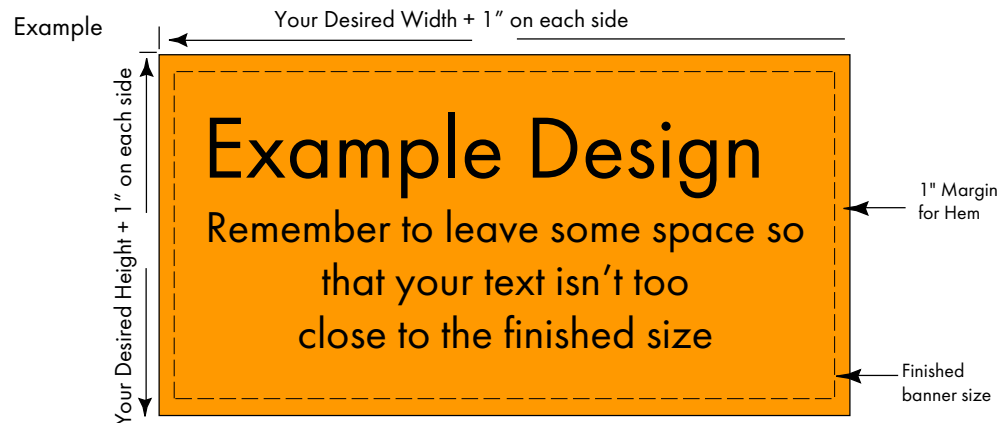 Example
Your Desired Width + 1” on each side
Your Desired Height + 1” on each side
Example Design
Remember to leave some space so
that your text isn’t too
close to the finished size
1" Margin
for Hem
Finished
banner size